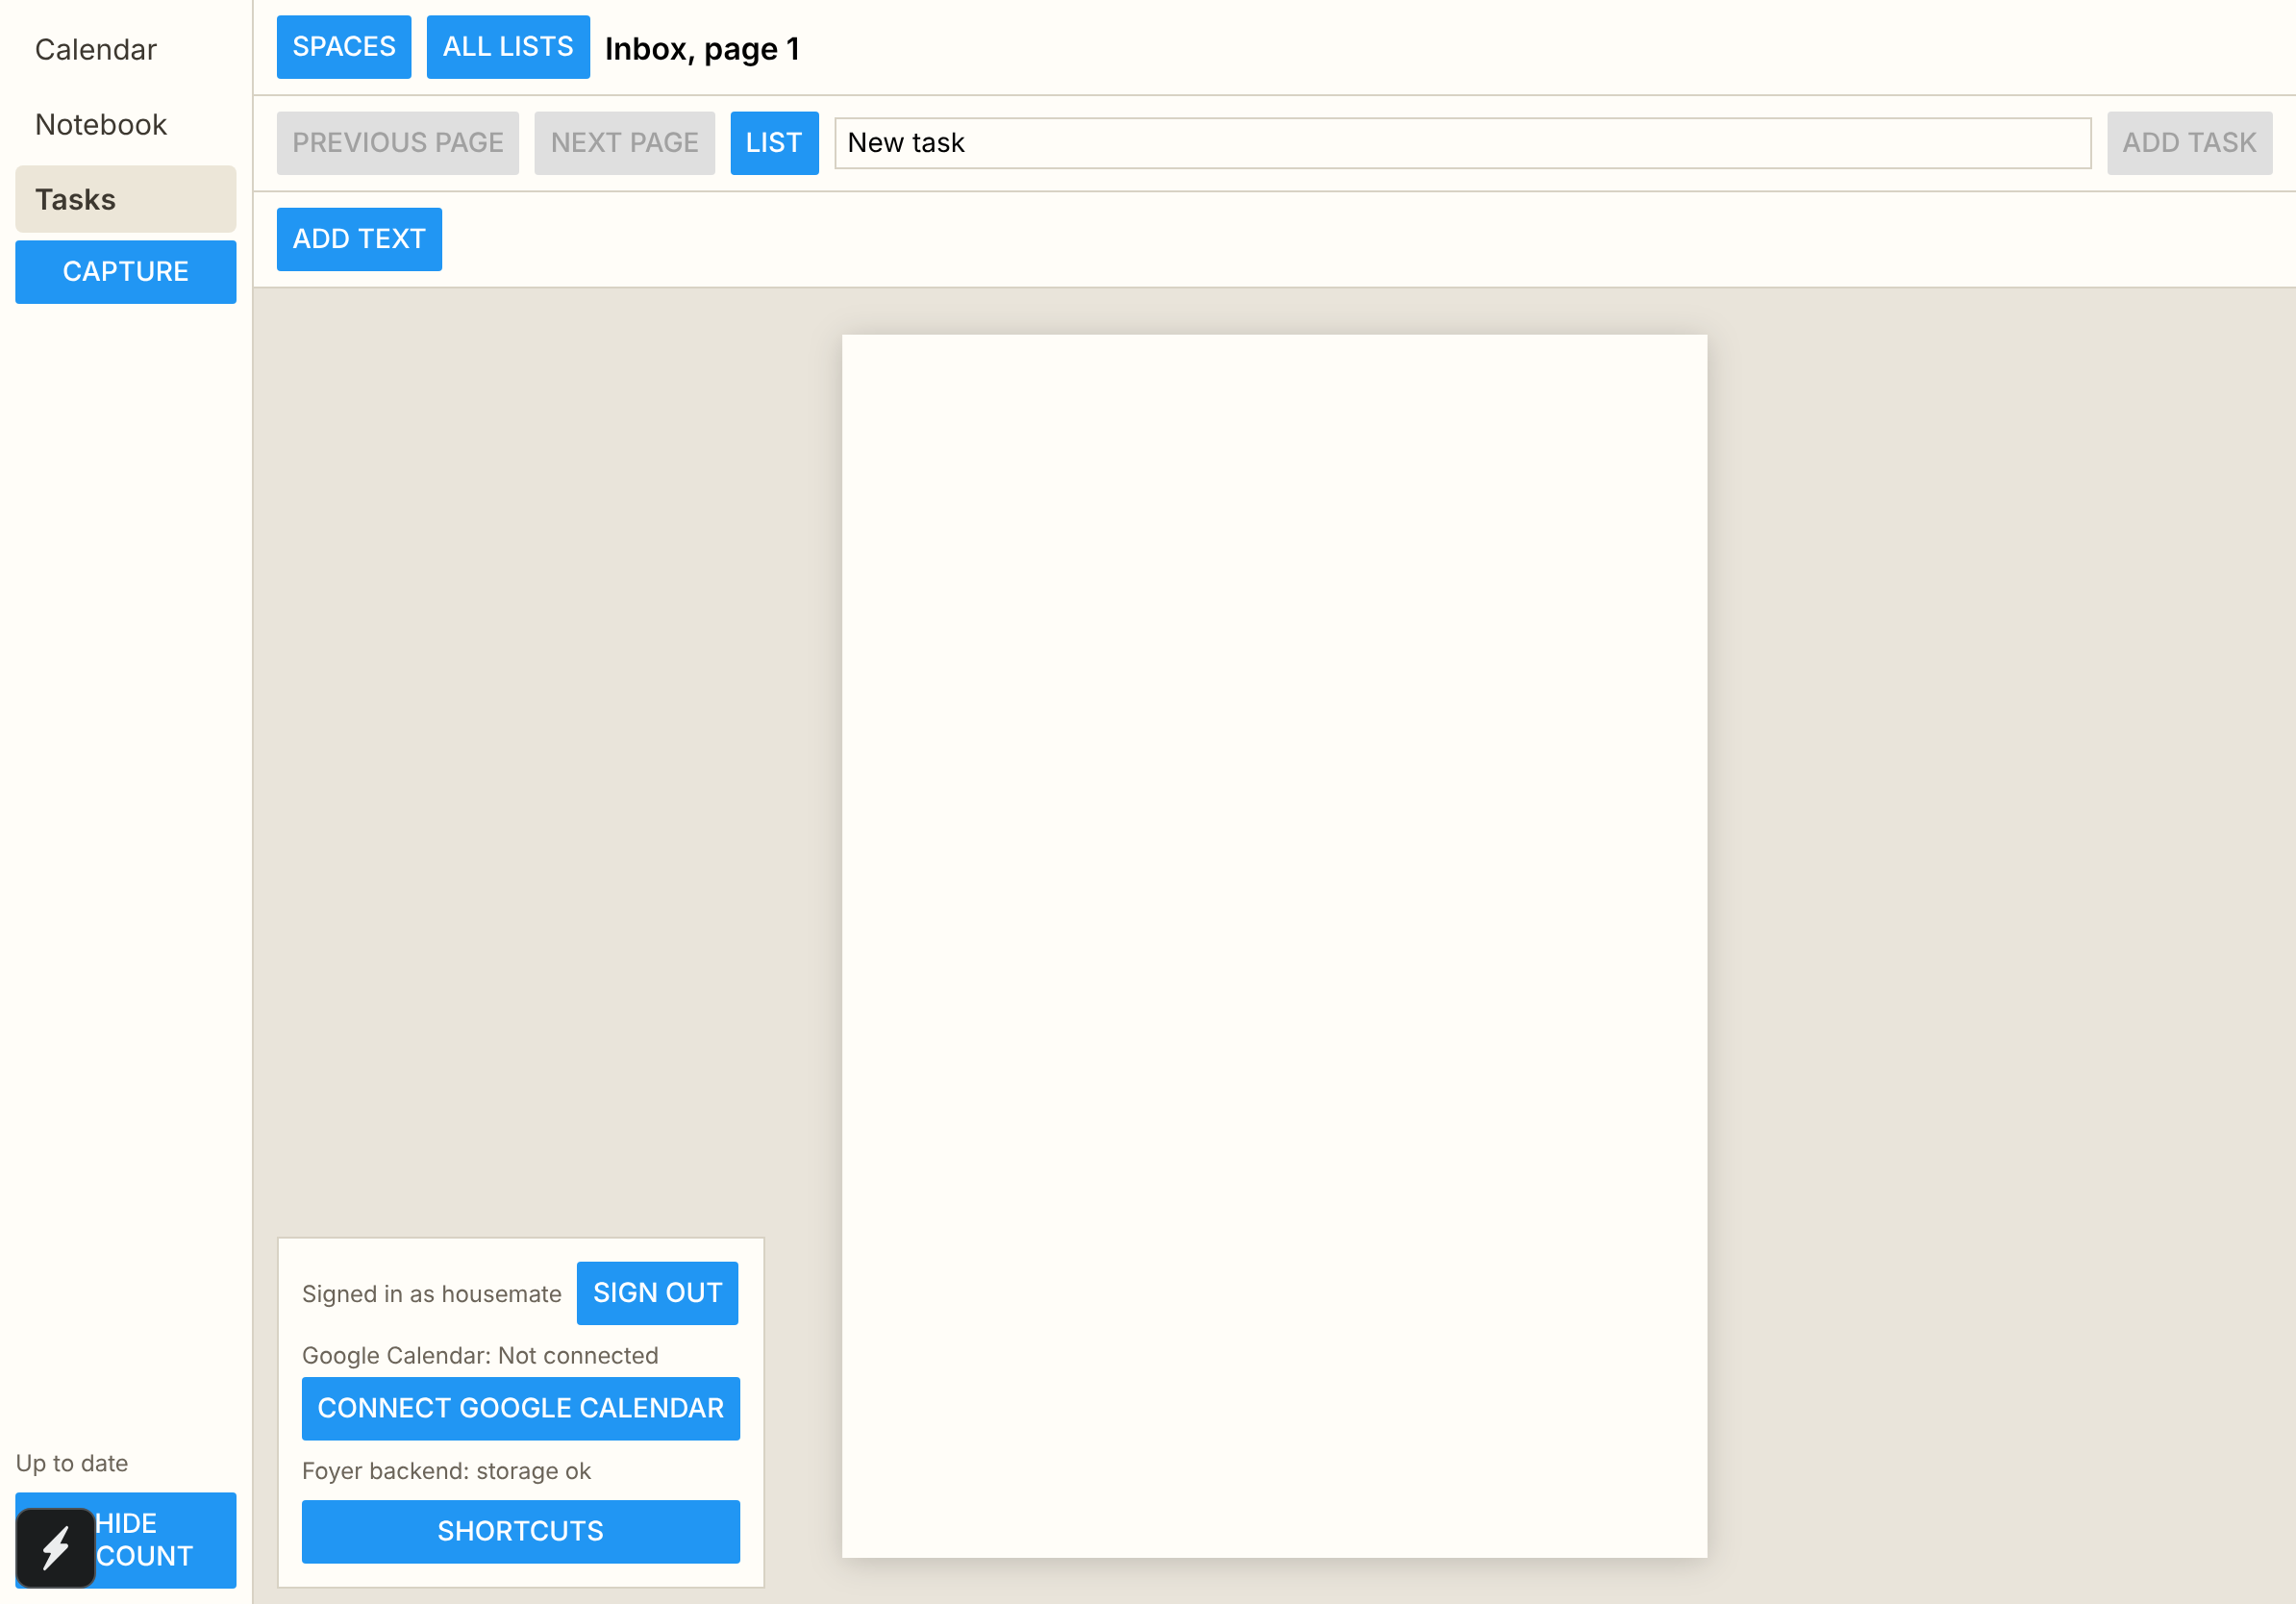 Calendar
Notebook
Tasks
CAPTURE
SPACES
ALL LISTS
Inbox, page 1
PREVIOUS PAGE
NEXT PAGE
LIST
New task
ADD TASK
ADD TEXT
Signed in as housemate
SIGN OUT
Google Calendar: Not connected
CONNECT GOOGLE CALENDAR
Foyer backend: storage ok
SHORTCUTS
Up to date
HIDE
COUNT